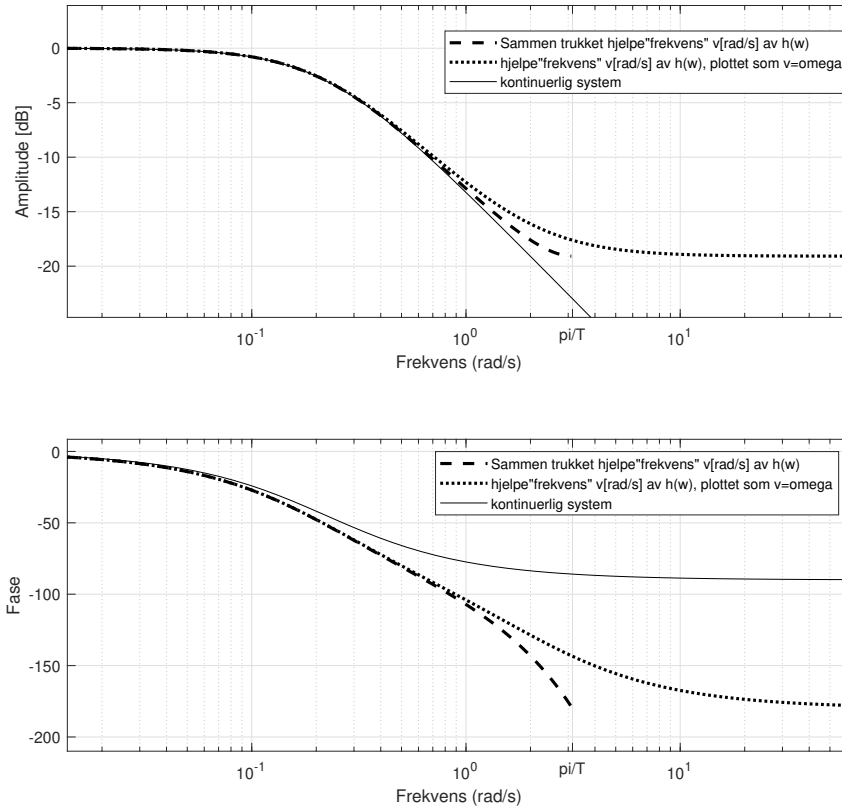 Amplitude [dB]
0
-5
-10
-15
-20
Sammen trukket hjelpe"frekvens" v[rad/s] av h(w)
hjelpe"frekvens" v[rad/s] av h(w), plottet som v=omega
kontinuerlig system
10^-1
10^0
pi/T
10^1
Frekvens (rad/s)
Fase
0
-50
-100
-150
-200
Sammen trukket hjelpe"frekvens" v[rad/s] av h(w)
hjelpe"frekvens" v[rad/s] av h(w), plottet som v=omega
kontinuerlig system
10^-1
10^0
pi/T
10^1
Frekvens (rad/s)